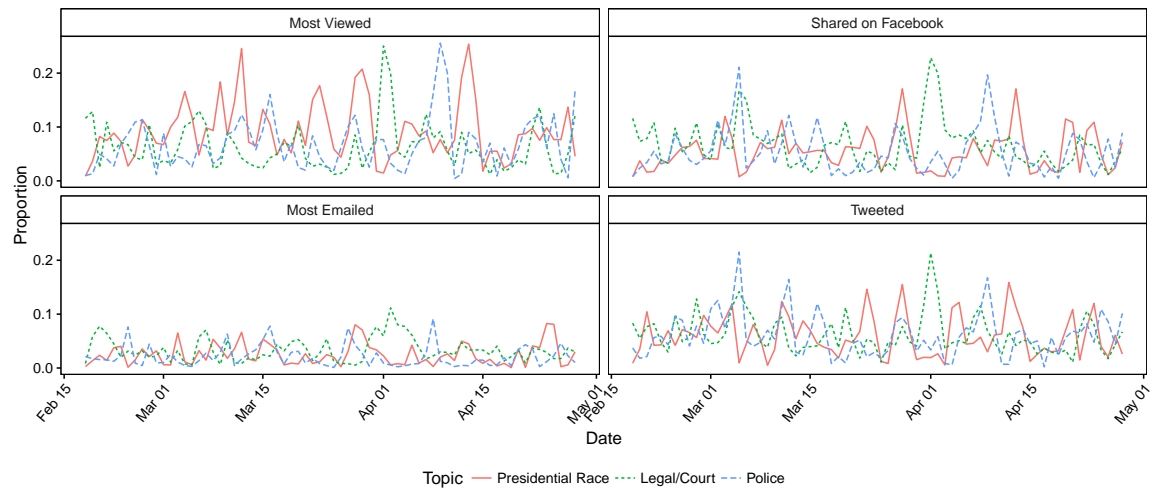 Most Viewed
Shared on Facebook
0.2
0.1
0.0
Most Emailed
Tweeted
0.2
0.1
0.0
Proportion
Feb 15
Mar 01
Mar 15
Apr 01
Apr 15
May 01
Feb 15
Mar 01
Mar 15
Apr 01
Apr 15
May 01
Date
Topic Presidential Race Legal/Court Police